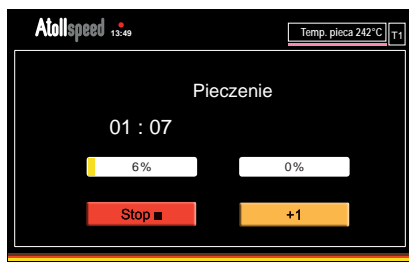 Atollspeed 13:49 Temp. pieca 242°C T1
Pieczenie
01 : 07
6% 0%
Stop ■ +1